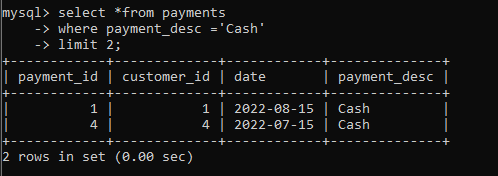 mysql> select *from payments
    -> where payment_desc ='Cash'
    -> limit 2;
+------------+-------------+------------+--------------+
| payment_id | customer_id | date       | payment_desc |
+------------+-------------+------------+--------------+
|          1 |           1 | 2022-08-15 | Cash         |
|          4 |           4 | 2022-07-15 | Cash         |
+------------+-------------+------------+--------------+
2 rows in set (0.00 sec)